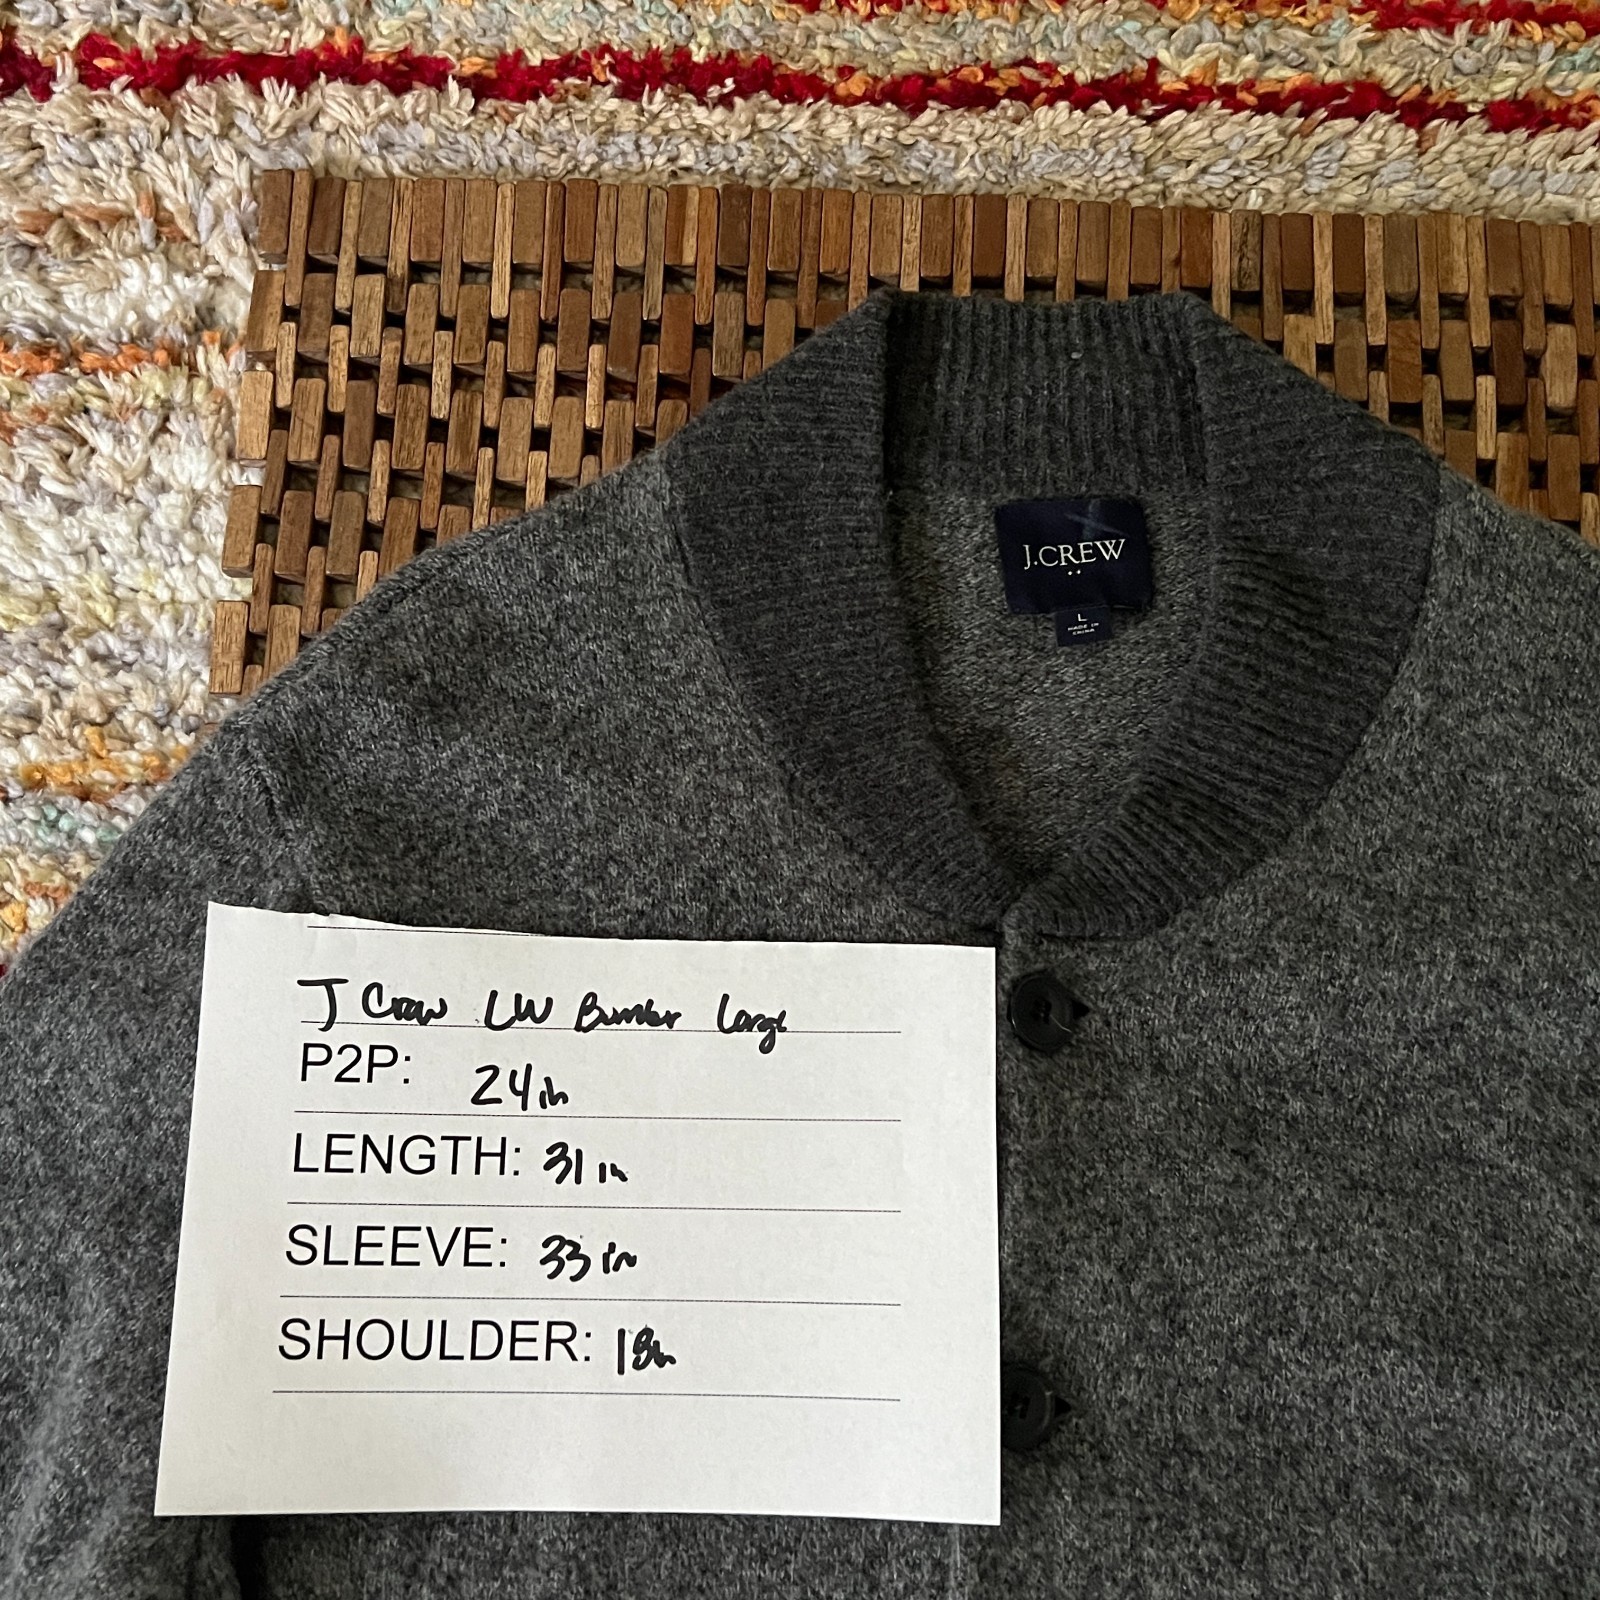 J.CREW
L
MADE IN
CHINA
J Crew LW Bomber Large
P2P: 24in
LENGTH: 31in
SLEEVE: 33in
SHOULDER: 18in